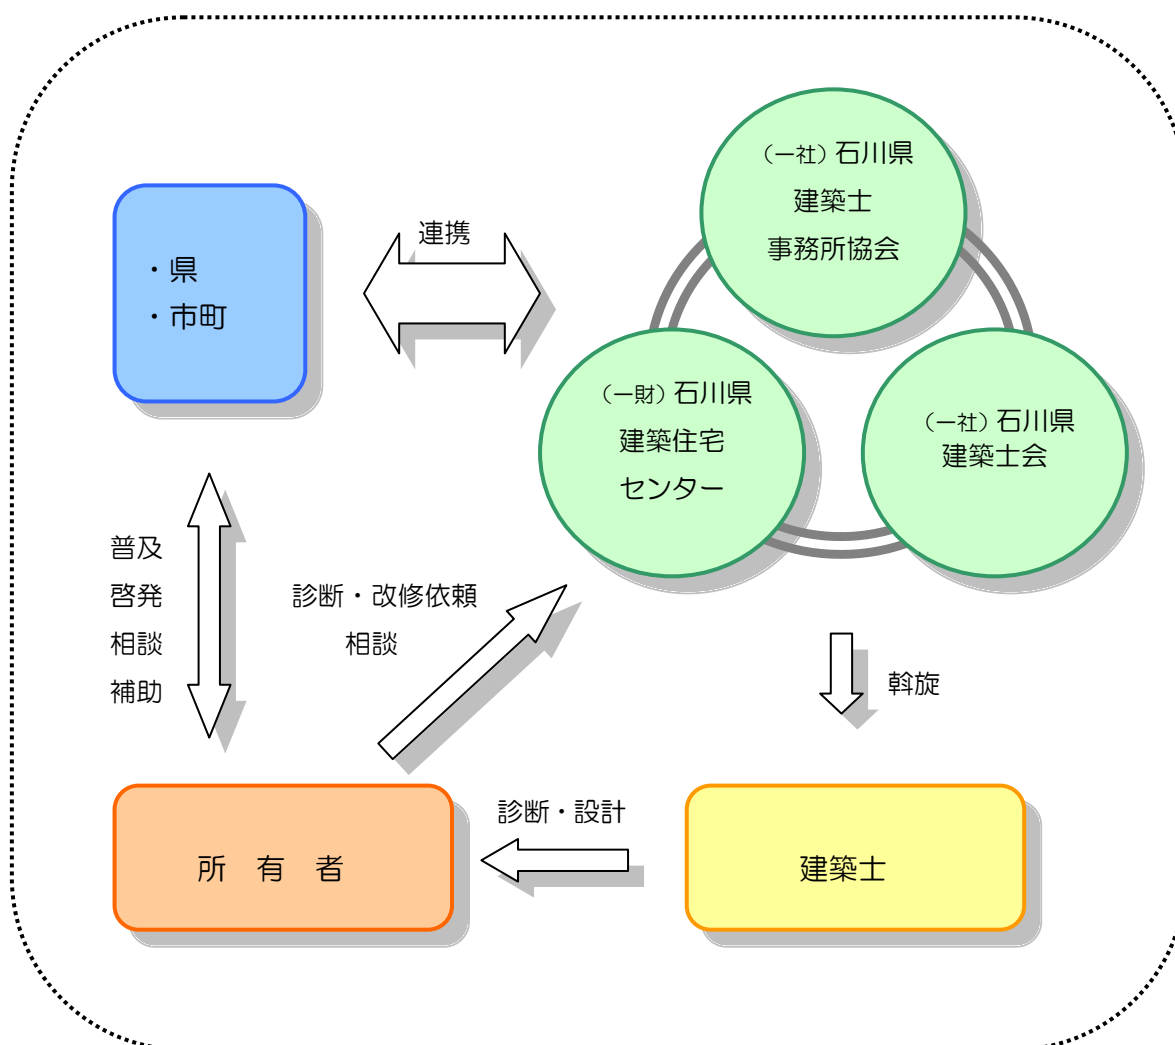 (一社)石川県
建築士
事務所協会
連携
・県
・市町
(一財)石川県
建築住宅
センター
(一社)石川県
建築士会
普及
啓発
相談
補助
診断・改修依頼
相談
斡旋
診断・設計
所 有 者
建築士